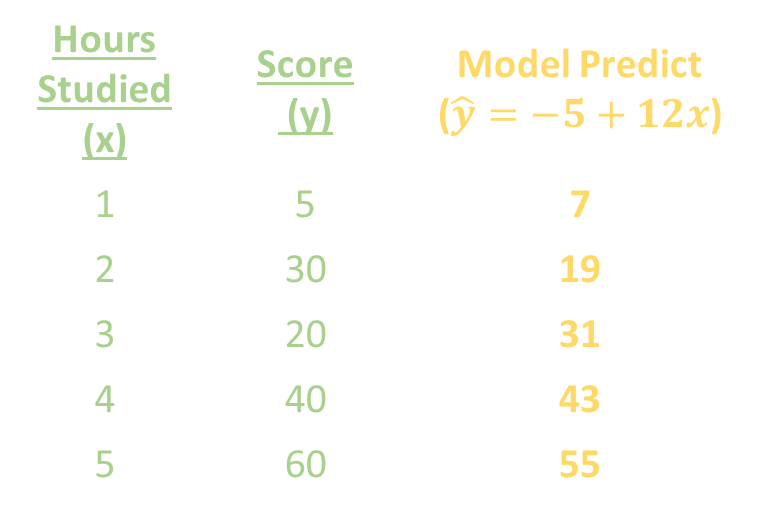 Hours Studied (x) Score (y) Model Predict (ŷ = −5 + 12x)
1 5 7
2 30 19
3 20 31
4 40 43
5 60 55